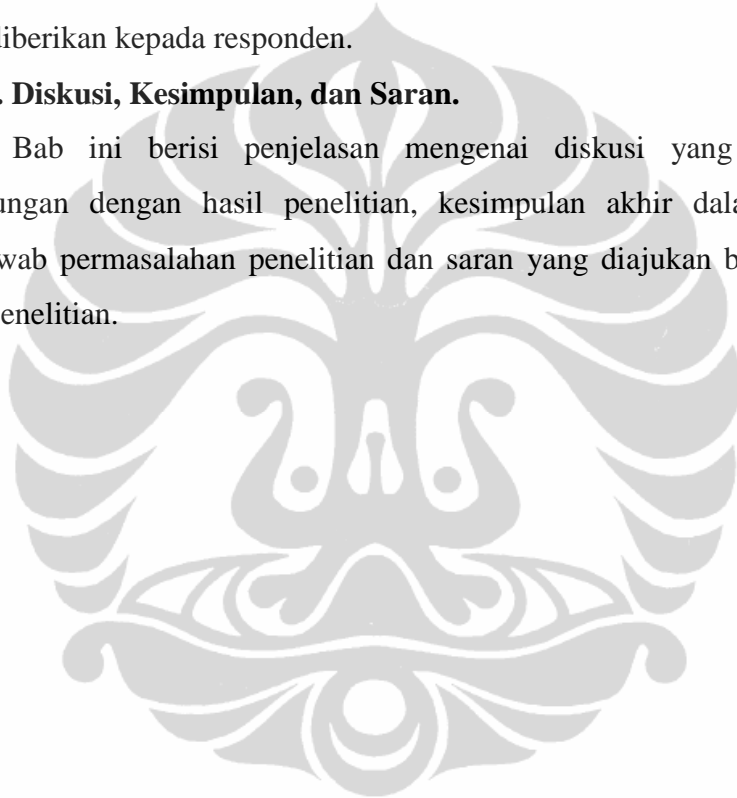 diberikan kepada responden.
. Diskusi, Kesimpulan, dan Saran.
Bab ini berisi penjelasan mengenai diskusi yang
ungan dengan hasil penelitian, kesimpulan akhir dala
wab permasalahan penelitian dan saran yang diajukan b
enelitian.